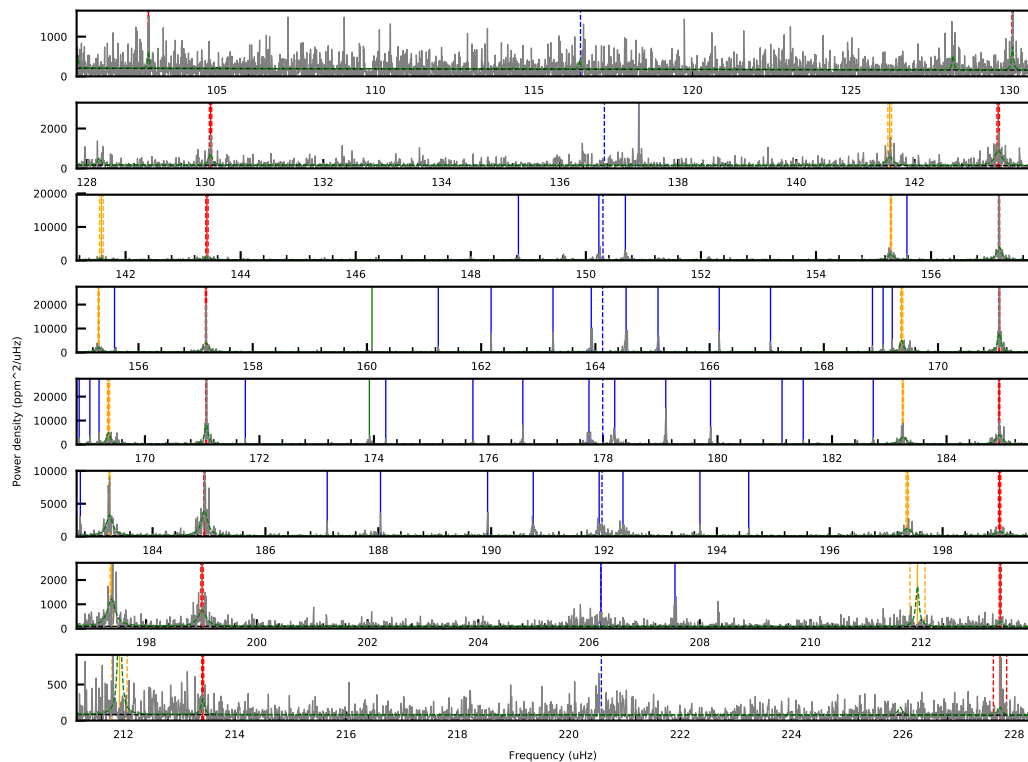 1000
0
105 110 115 120 125 130
2000
0
128 130 132 134 136 138 140 142
20000
10000
0
142 144 146 148 150 152 154 156
20000
10000
0
156 158 160 162 164 166 168 170
20000
10000
0
170 172 174 176 178 180 182 184
10000
5000
0
184 186 188 190 192 194 196 198
2000
1000
0
198 200 202 204 206 208 210 212
500
0
212 214 216 218 220 222 224 226 228
Power density (ppm^2/uHz)
Frequency (uHz)